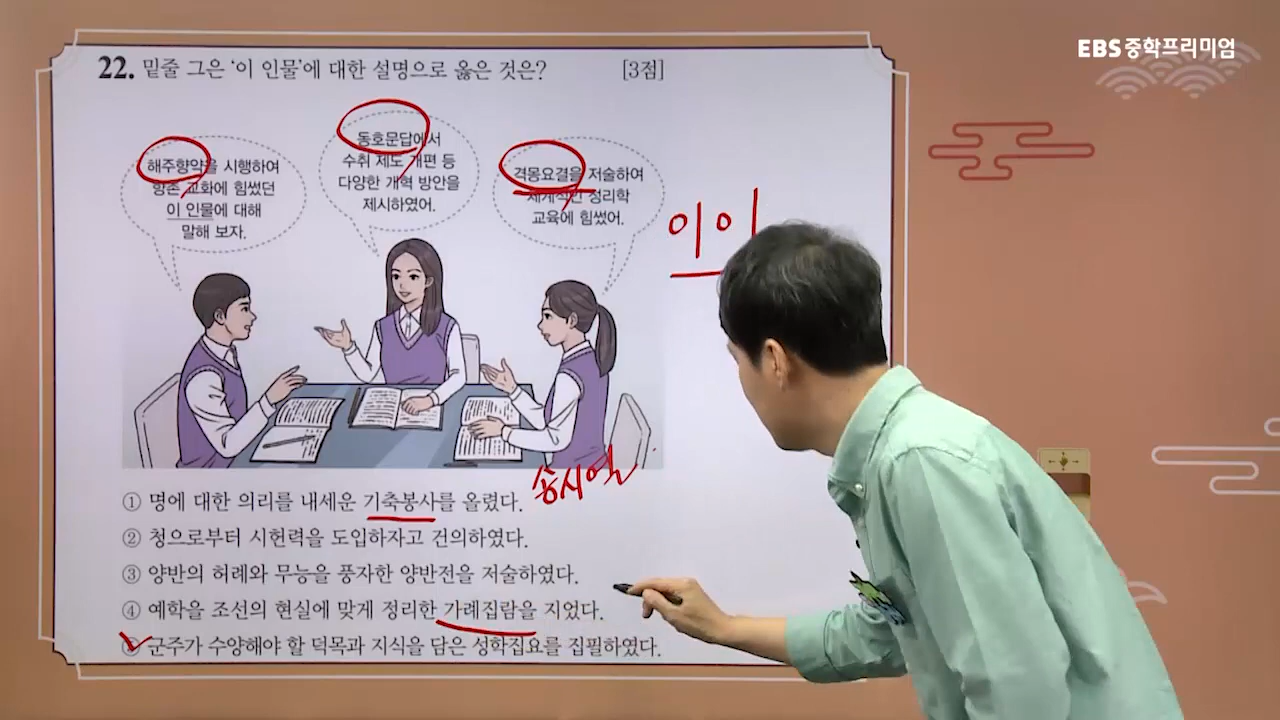 EBS 중학프리미엄
22. 밑줄 그은 '이 인물'에 대한 설명으로 옳은 것은? [3점]
해주향약을 시행하여
향촌 교화에 힘썼던
이 인물에 대해
말해 보자.
동호문답에서
수취 제도 개편 등
다양한 개혁 방안을
제시하였어.
격몽요결을 저술하여
체계적인 성리학
교육에 힘썼어.
이이
송시열
① 명에 대한 의리를 내세운 기축봉사를 올렸다.
② 청으로부터 시헌력을 도입하자고 건의하였다.
③ 양반의 허례와 무능을 풍자한 양반전을 저술하였다.
④ 예학을 조선의 현실에 맞게 정리한 가례집람을 지었다.
⑤ 군주가 수양해야 할 덕목과 지식을 담은 성학집요를 집필하였다.